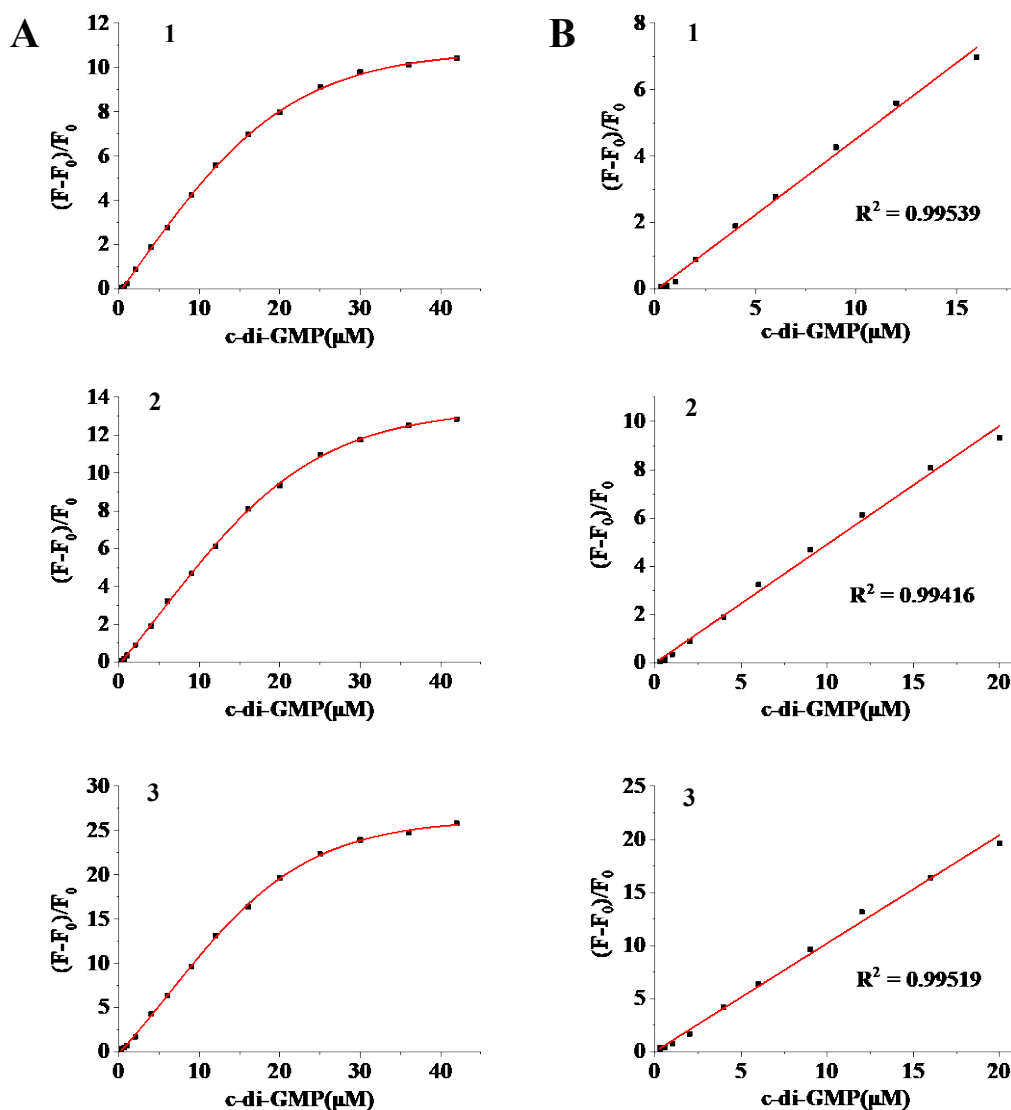 A
1
(F-F₀)/F₀
12
10
8
6
4
2
0
0 10 20 30 40
c-di-GMP(μM)
B
1
(F-F₀)/F₀
8
6
4
2
0
R² = 0.99539
0 5 10 15
c-di-GMP(μM)
2
(F-F₀)/F₀
14
12
10
8
6
4
2
0
0 10 20 30 40
c-di-GMP(μM)
2
(F-F₀)/F₀
10
8
6
4
2
0
R² = 0.99416
0 5 10 15 20
c-di-GMP(μM)
3
(F-F₀)/F₀
30
25
20
15
10
5
0
0 10 20 30 40
c-di-GMP(μM)
3
(F-F₀)/F₀
25
20
15
10
5
0
R² = 0.99519
0 5 10 15 20
c-di-GMP(μM)